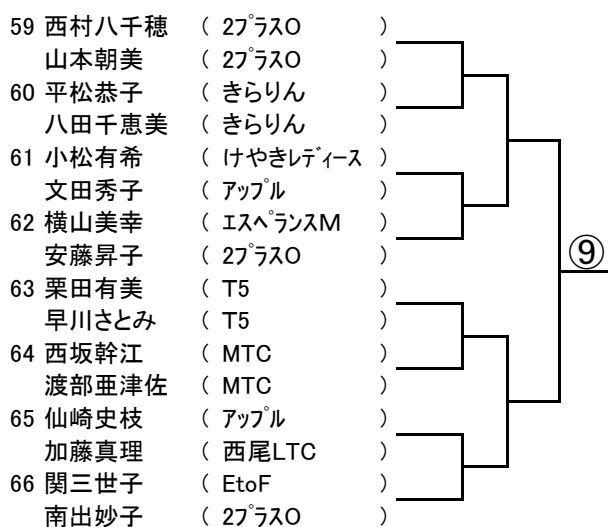 59 西村八千穂 ( 2プラスO )
山本朝美 ( 2プラスO )
60 平松恭子 ( きらりん )
八田千恵美 ( きらりん )
61 小松有希 ( けやきレディース )
文田秀子 ( アップル )
62 横山美幸 ( エスペランスM )
安藤昇子 ( 2プラスO )
⑨
63 栗田有美 ( T5 )
早川さとみ ( T5 )
64 西坂幹江 ( MTC )
渡部亜津佐 ( MTC )
65 仙崎史枝 ( アップル )
加藤真理 ( 西尾LTC )
66 関三世子 ( EtoF )
南出妙子 ( 2プラスO )